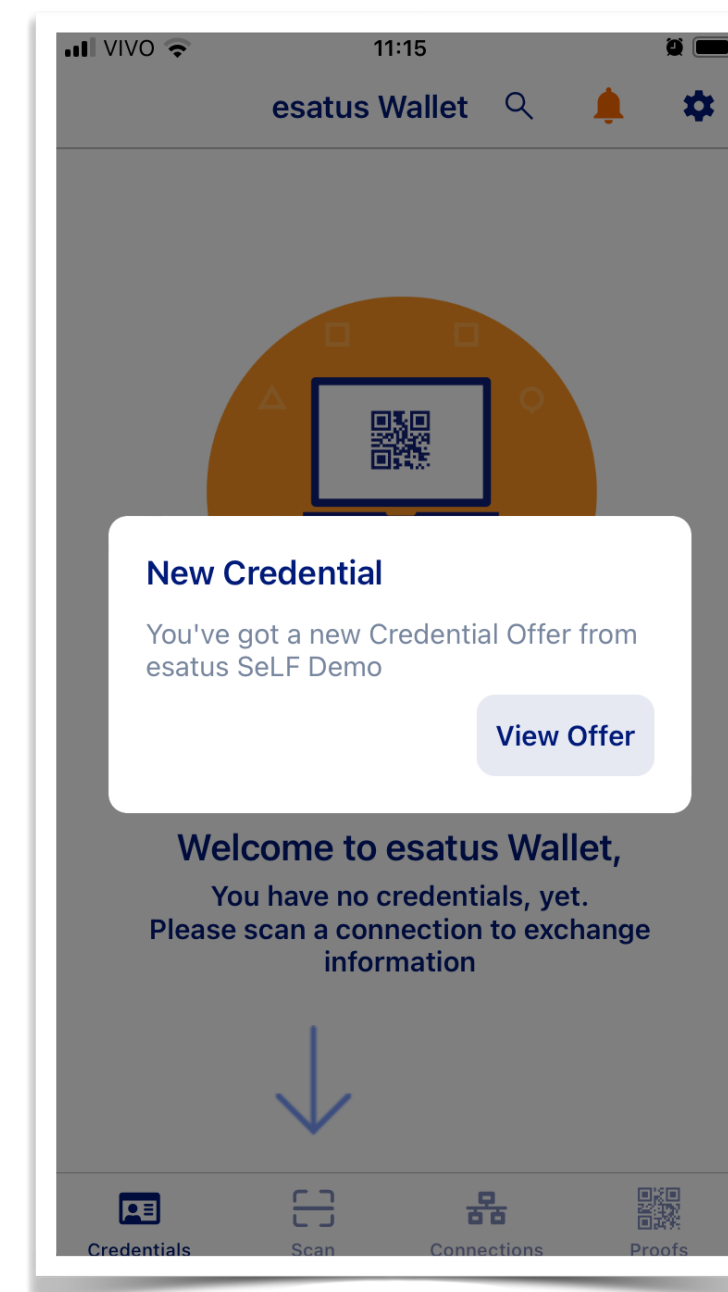 VIVO 11:15
esatus Wallet
New Credential
You've got a new Credential Offer from
esatus SeLF Demo
View Offer
Welcome to esatus Wallet,
You have no credentials, yet.
Please scan a connection to exchange
information
Credentials Scan Connections Proofs